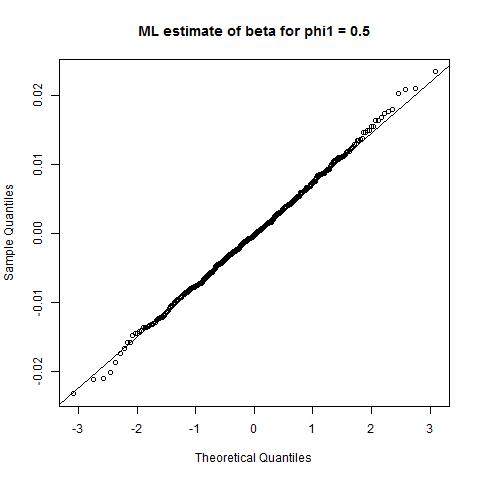 ML estimate of beta for phi1 = 0.5
Sample Quantiles
0.02
0.01
0.00
-0.01
-0.02
-3 -2 -1 0 1 2 3
Theoretical Quantiles